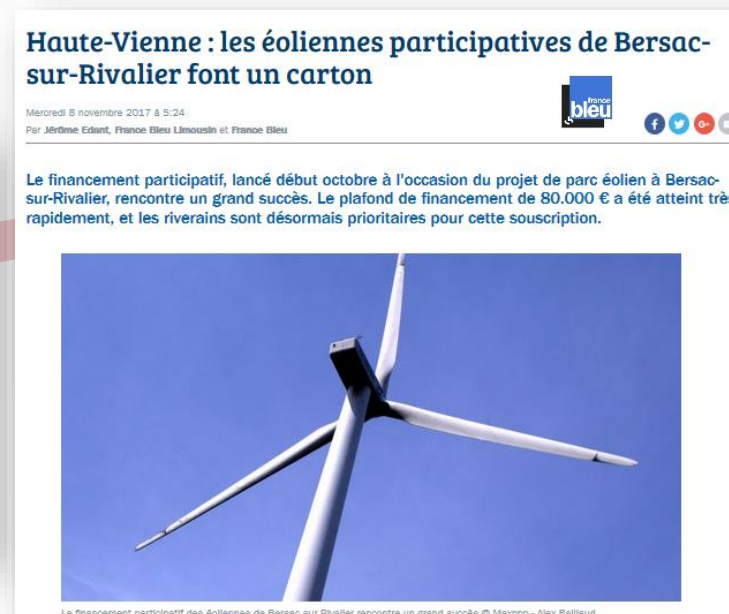 Haute-Vienne : les éoliennes participatives de Bersac-
sur-Rivalier font un carton
Mercredi 8 novembre 2017 à 5:24
Par Jérôme Edant, France Bleu Limousin et France Bleu
france
bleu
Le financement participatif, lancé début octobre à l'occasion du projet de parc éolien à Bersac-
sur-Rivalier, rencontre un grand succès. Le plafond de financement de 80.000 € a été atteint très
rapidement, et les riverains sont désormais prioritaires pour cette souscription.
Le financement participatif des éoliennes de Bersac sur Rivalier rencontre un grand succès © Maxppp - Alex Baillaud